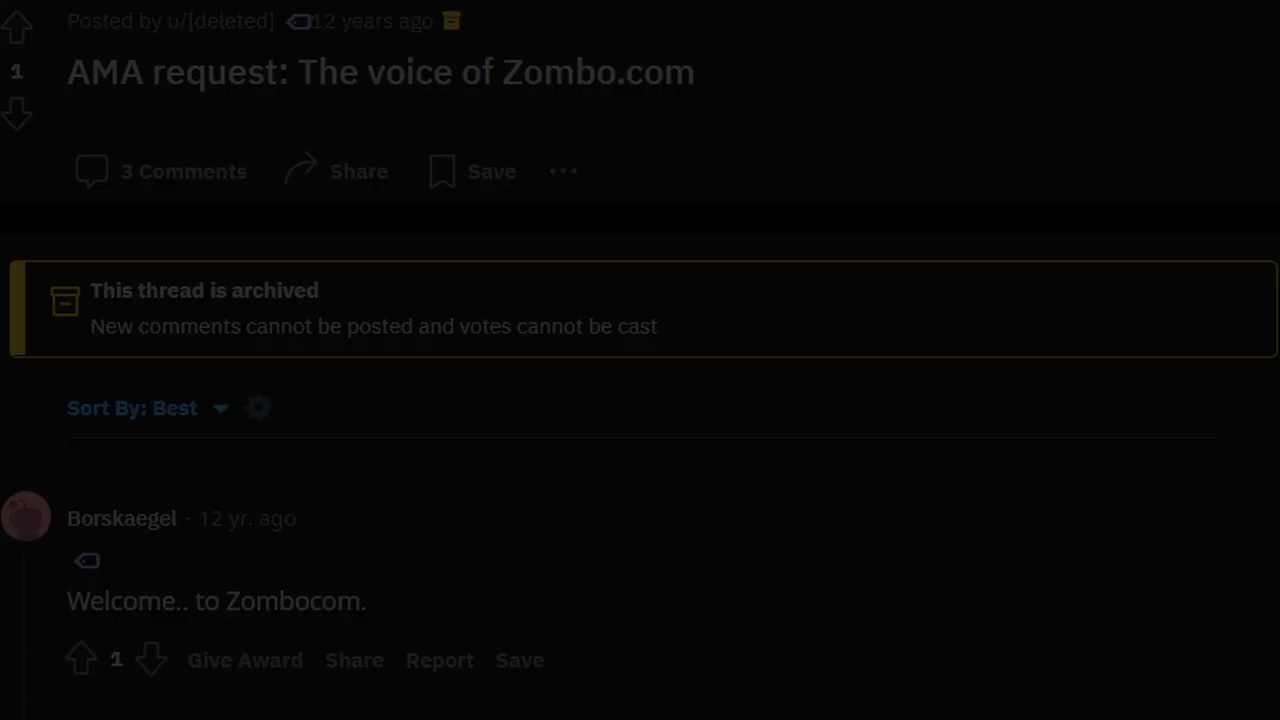 Posted by u/[deleted] 12 years ago
1
AMA request: The voice of Zombo.com
3 Comments Share Save
This thread is archived
New comments cannot be posted and votes cannot be cast
Sort By: Best
Borskaegel · 12 yr. ago
Welcome.. to Zombocom.
1 Give Award Share Report Save